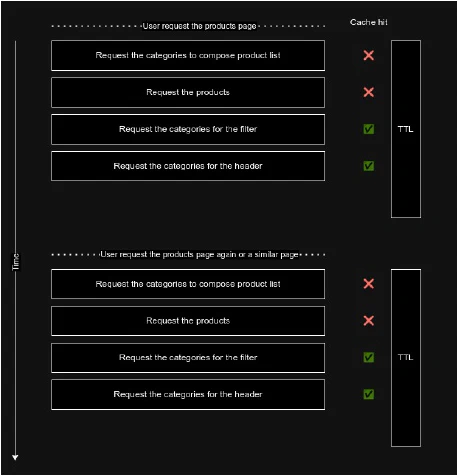 Cache hit
User request the products page
Request the categories to compose product list
Request the products
Request the categories for the filter
TTL
Request the categories for the header
Time
User request the products page again or a similar page
Request the categories to compose product list
Request the products
Request the categories for the filter
TTL
Request the categories for the header